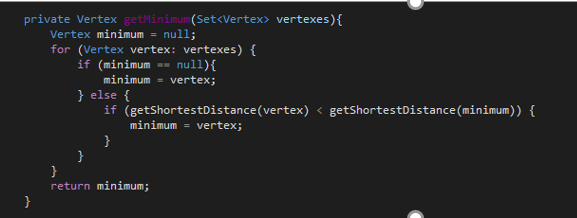 private Vertex getMinimum(Set<Vertex> vertexes){
    Vertex minimum = null;
    for (Vertex vertex: vertexes) {
        if (minimum == null){
            minimum = vertex;
        } else {
            if (getShortestDistance(vertex) < getShortestDistance(minimum)) {
                minimum = vertex;
            }
        }
    }
    return minimum;
}